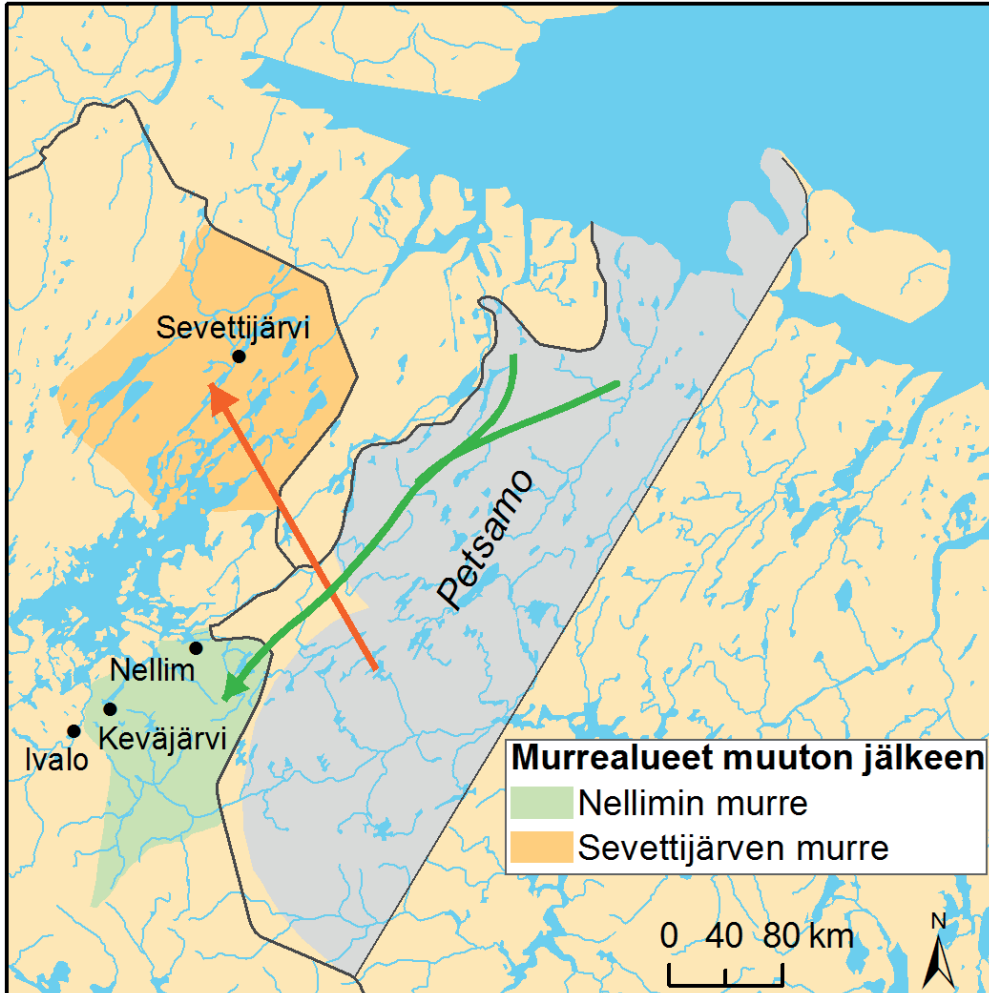 Sevettijärvi
Petsamo
Nellim
Keväjärvi
Ivalo
Murrealueet muuton jälkeen
Nellimin murre
Sevettijärven murre
0 40 80 km
N